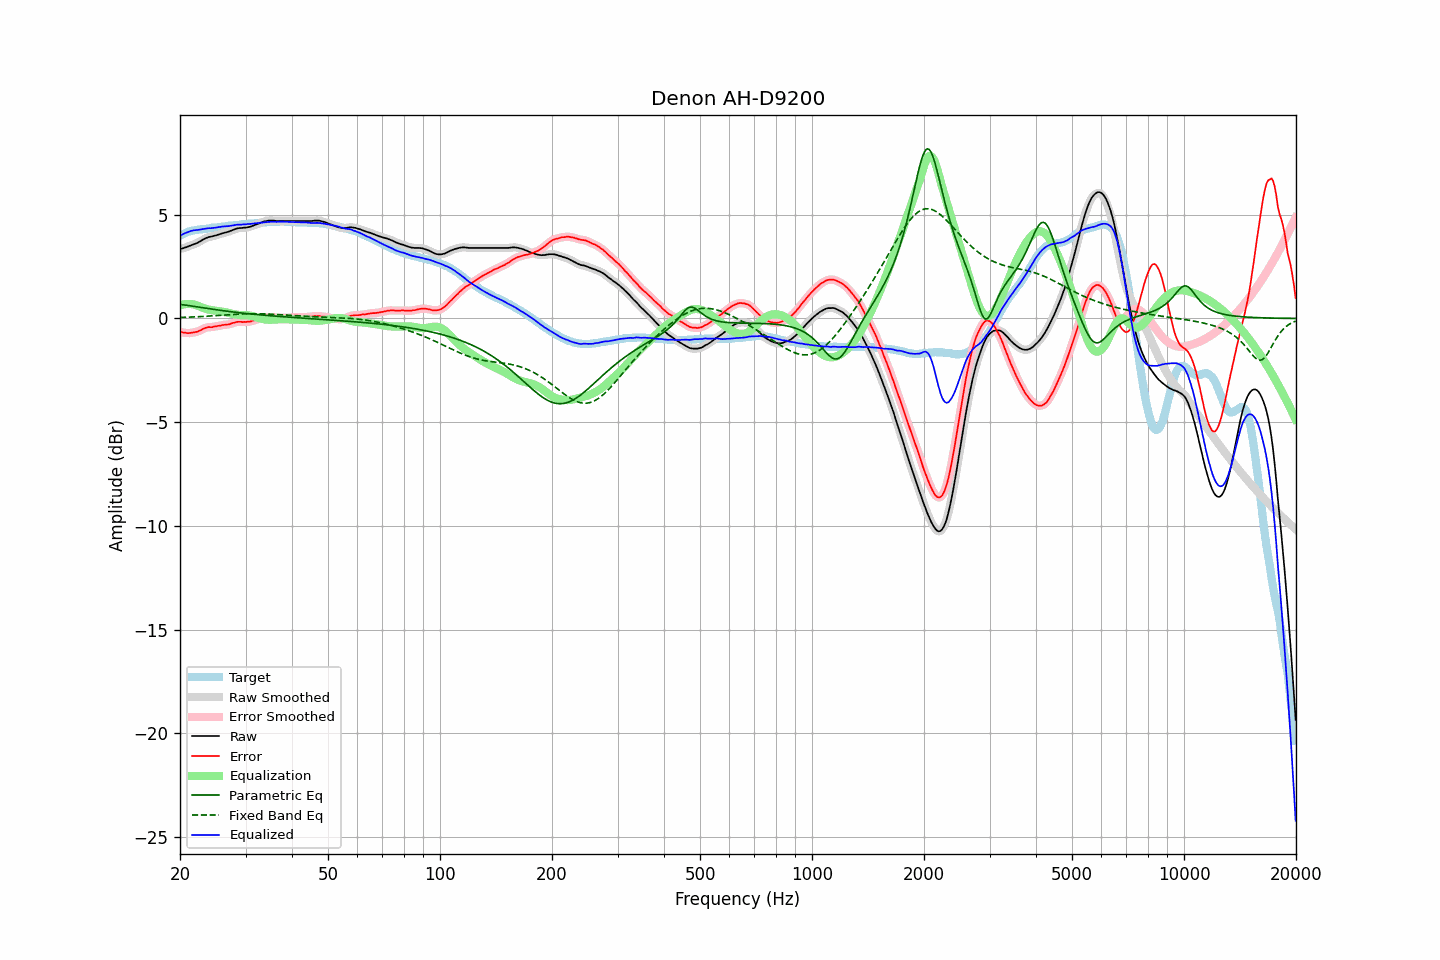 Denon AH-D9200
Amplitude (dBr)
5
0
−5
−10
−15
−20
−25
Target
Raw Smoothed
Error Smoothed
Raw
Error
Equalization
Parametric Eq
Fixed Band Eq
Equalized
20 50 100 200 500 1000 2000 5000 10000 20000
Frequency (Hz)